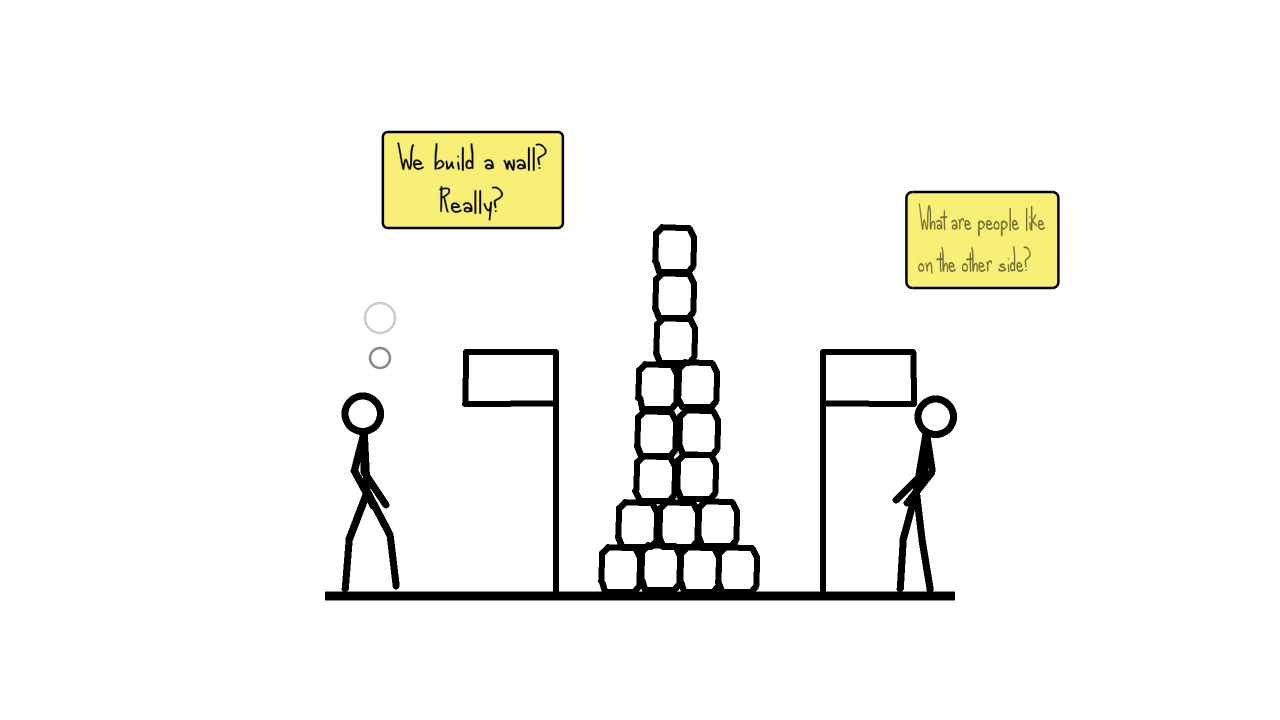 We build a wall?
Really?
What are people like
on the other side?